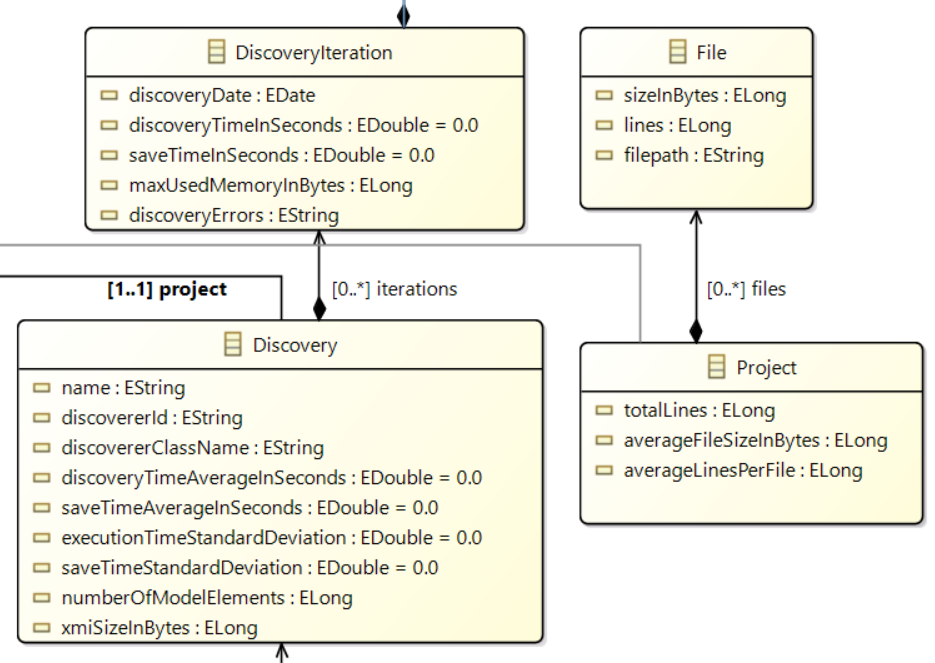 DiscoveryIteration
discoveryDate : EDate
discoveryTimeInSeconds : EDouble = 0.0
saveTimeInSeconds : EDouble = 0.0
maxUsedMemoryInBytes : ELong
discoveryErrors : EString
File
sizeInBytes : ELong
lines : ELong
filepath : EString
[1..1] project
[0..*] iterations
[0..*] files
Discovery
name : EString
discovererId : EString
discovererClassName : EString
discoveryTimeAverageInSeconds : EDouble = 0.0
saveTimeAverageInSeconds : EDouble = 0.0
executionTimeStandardDeviation : EDouble = 0.0
saveTimeStandardDeviation : EDouble = 0.0
numberOfModelElements : ELong
xmiSizeInBytes : ELong
Project
totalLines : ELong
averageFileSizeInBytes : ELong
averageLinesPerFile : ELong